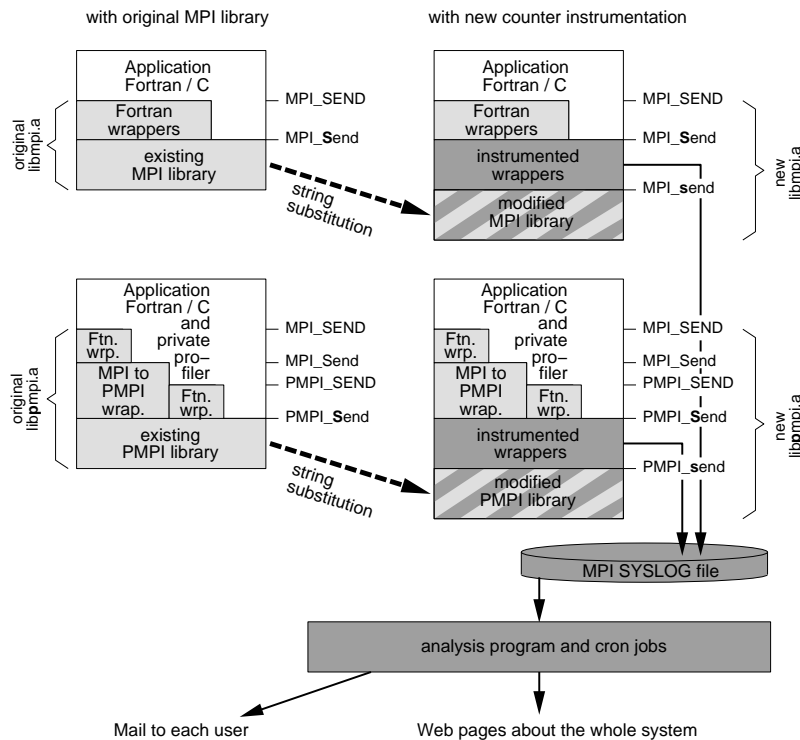 with original MPI library
with new counter instrumentation
Application
Fortran / C
Fortran
wrappers
existing
MPI library
MPI_SEND
MPI_Send
original
libmpi.a
string
substitution
Application
Fortran / C
Fortran
wrappers
instrumented
wrappers
modified
MPI library
MPI_SEND
MPI_Send
MPI_send
new
libmpi.a
Application
Fortran / C
and
private
pro–
filer
Ftn.
wrp.
MPI to
PMPI
wrap.
Ftn.
wrp.
existing
PMPI library
MPI_SEND
MPI_Send
PMPI_SEND
PMPI_Send
original
libpmpi.a
string
substitution
Application
Fortran / C
and
private
pro–
filer
Ftn.
wrp.
MPI to
PMPI
wrap.
Ftn.
wrp.
instrumented
wrappers
modified
PMPI library
MPI_SEND
MPI_Send
PMPI_SEND
PMPI_Send
PMPI_send
new
libpmpi.a
MPI SYSLOG file
analysis program and cron jobs
Mail to each user
Web pages about the whole system